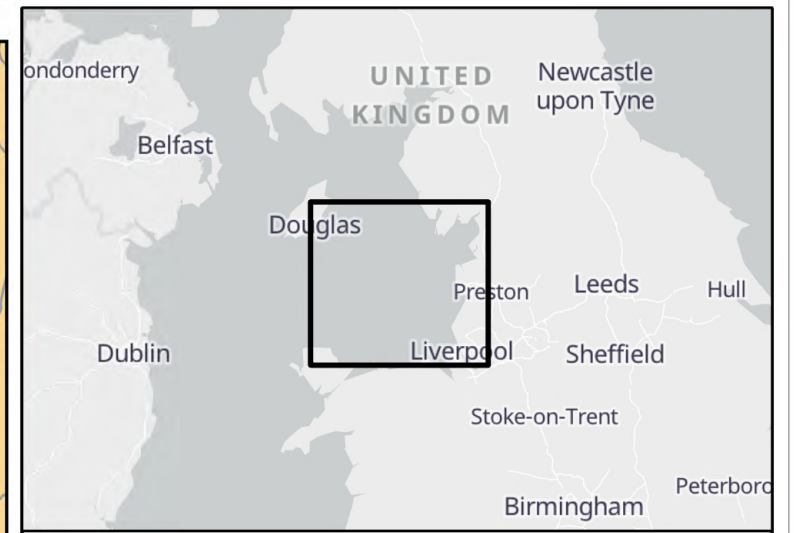 ondonderry
UNITED
KINGDOM
Newcastle
upon Tyne
Belfast
Douglas
Preston
Leeds
Hull
Dublin
Liverpool
Sheffield
Stoke-on-Trent
Peterboro
Birmingham